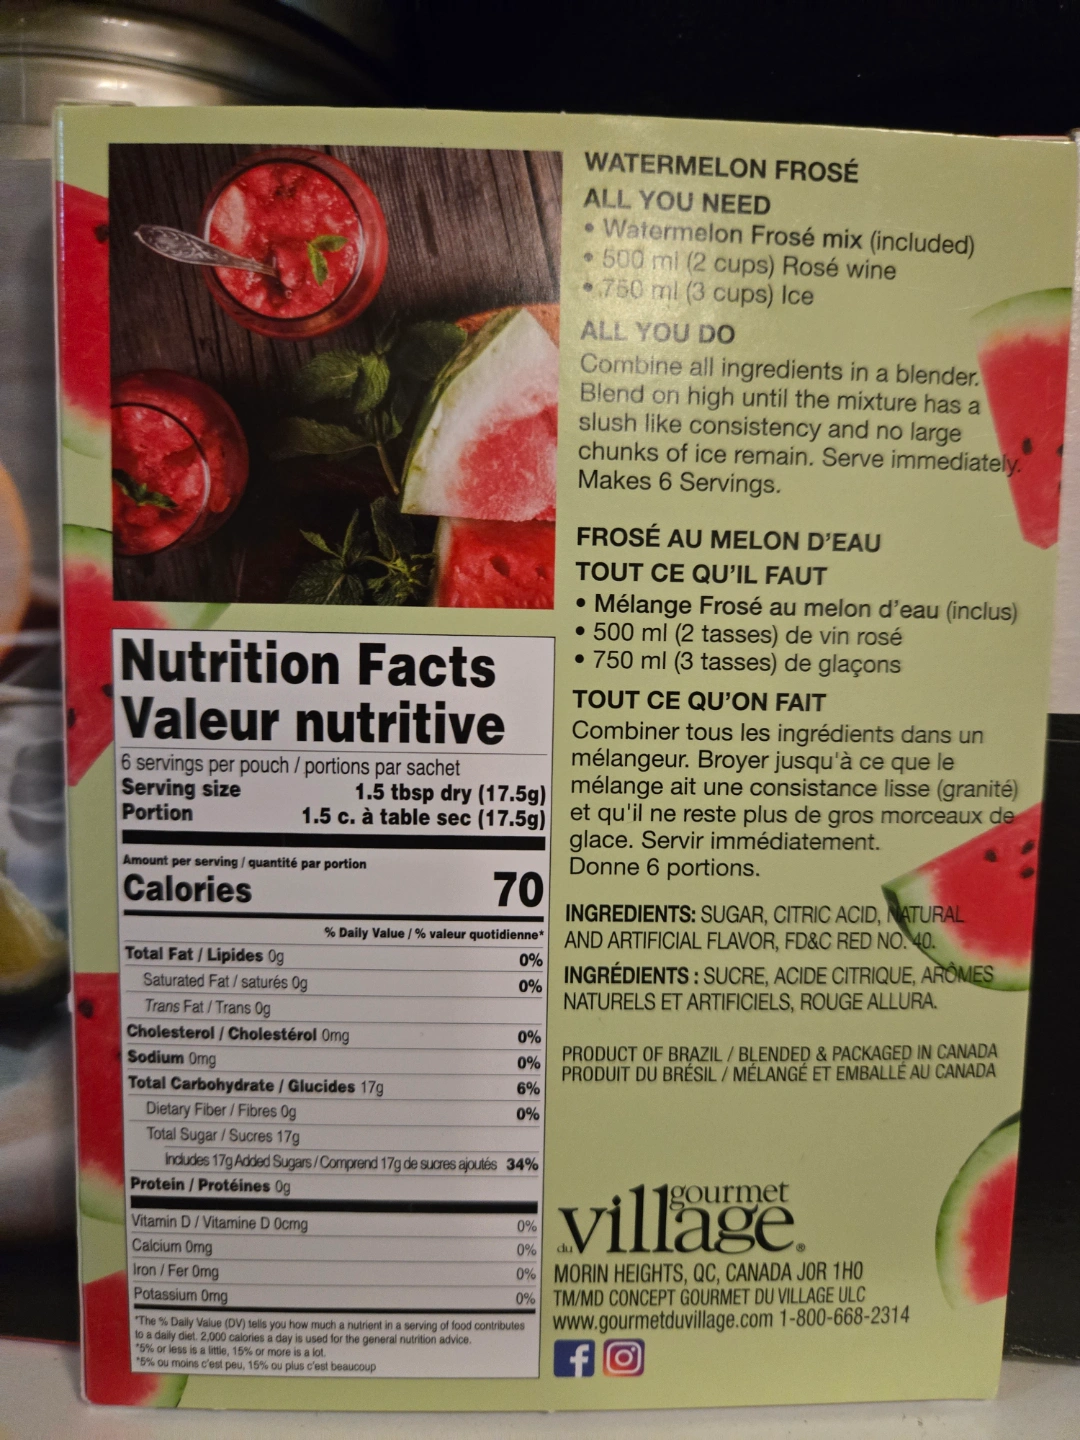 WATERMELON FROSÉ
ALL YOU NEED
• Watermelon Frosé mix (included)
• 500 ml (2 cups) Rosé wine
• 750 ml (3 cups) Ice
ALL YOU DO
Combine all ingredients in a blender.
Blend on high until the mixture has a
slush like consistency and no large
chunks of ice remain. Serve immediately.
Makes 6 Servings.
FROSÉ AU MELON D'EAU
TOUT CE QU'IL FAUT
• Mélange Frosé au melon d'eau (inclus)
• 500 ml (2 tasses) de vin rosé
• 750 ml (3 tasses) de glaçons
TOUT CE QU'ON FAIT
Combiner tous les ingrédients dans un
mélangeur. Broyer jusqu'à ce que le
mélange ait une consistance lisse (granité)
et qu'il ne reste plus de gros morceaux de
glace. Servir immédiatement.
Donne 6 portions.
INGREDIENTS: SUGAR, CITRIC ACID, NATURAL
AND ARTIFICIAL FLAVOR, FD&C RED NO. 40.
INGRÉDIENTS : SUCRE, ACIDE CITRIQUE, ARÔMES
NATURELS ET ARTIFICIELS, ROUGE ALLURA.
PRODUCT OF BRAZIL / BLENDED & PACKAGED IN CANADA
PRODUIT DU BRÉSIL / MÉLANGÉ ET EMBALLÉ AU CANADA
gourmet
du village®
MORIN HEIGHTS, QC, CANADA J0R 1H0
TM/MD CONCEPT GOURMET DU VILLAGE ULC
www.gourmetduvillage.com 1-800-668-2314
Nutrition Facts
Valeur nutritive
6 servings per pouch / portions par sachet
Serving size 1.5 tbsp dry (17.5g)
Portion 1.5 c. à table sec (17.5g)
Amount per serving / quantité par portion
Calories 70
% Daily Value / % valeur quotidienne*
Total Fat / Lipides 0g 0%
Saturated Fat / saturés 0g 0%
Trans Fat / Trans 0g
Cholesterol / Cholestérol 0mg 0%
Sodium 0mg 0%
Total Carbohydrate / Glucides 17g 6%
Dietary Fiber / Fibres 0g 0%
Total Sugar / Sucres 17g
Includes 17g Added Sugars / Comprend 17g de sucres ajoutés 34%
Protein / Protéines 0g
Vitamin D / Vitamine D 0cmg 0%
Calcium 0mg 0%
Iron / Fer 0mg 0%
Potassium 0mg 0%
*The % Daily Value (DV) tells you how much a nutrient in a serving of food contributes
to a daily diet. 2,000 calories a day is used for the general nutrition advice.
*5% or less is a little, 15% or more is a lot.
*5% ou moins c'est peu, 15% ou plus c'est beaucoup